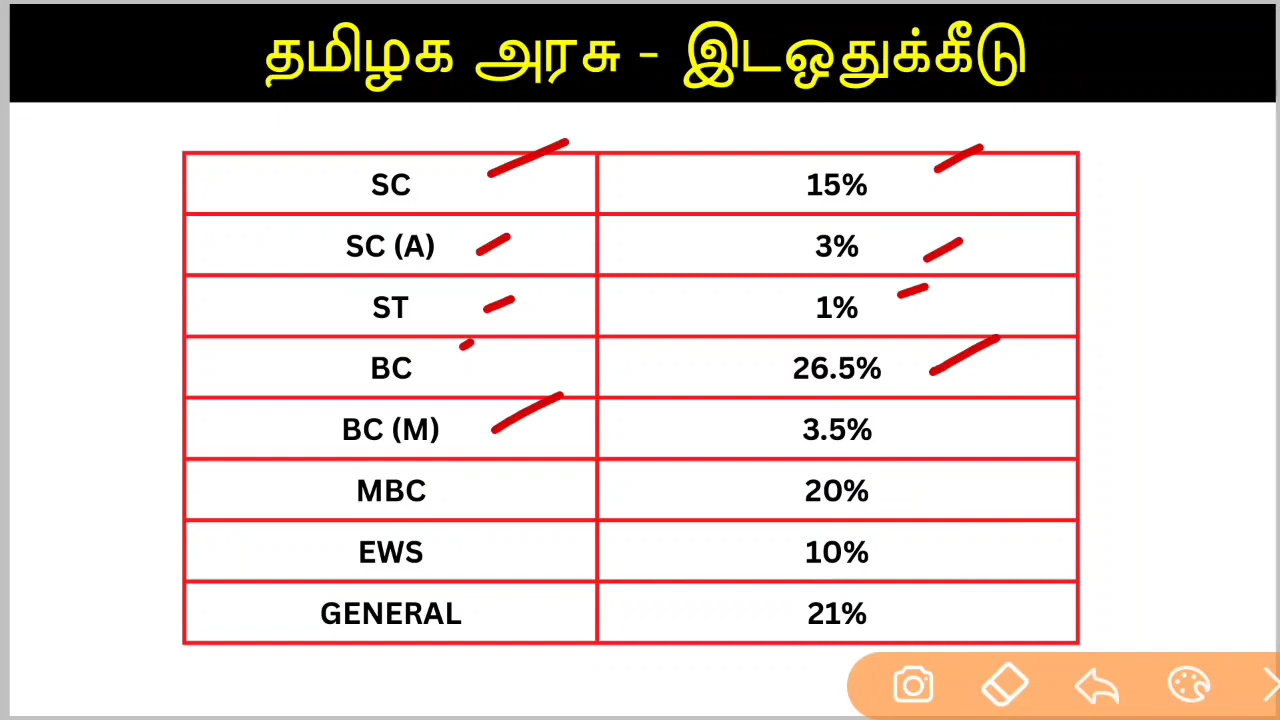 தமிழக அரசு - இடஒதுக்கீடு
SC 15%
SC (A) 3%
ST 1%
BC 26.5%
BC (M) 3.5%
MBC 20%
EWS 10%
GENERAL 21%